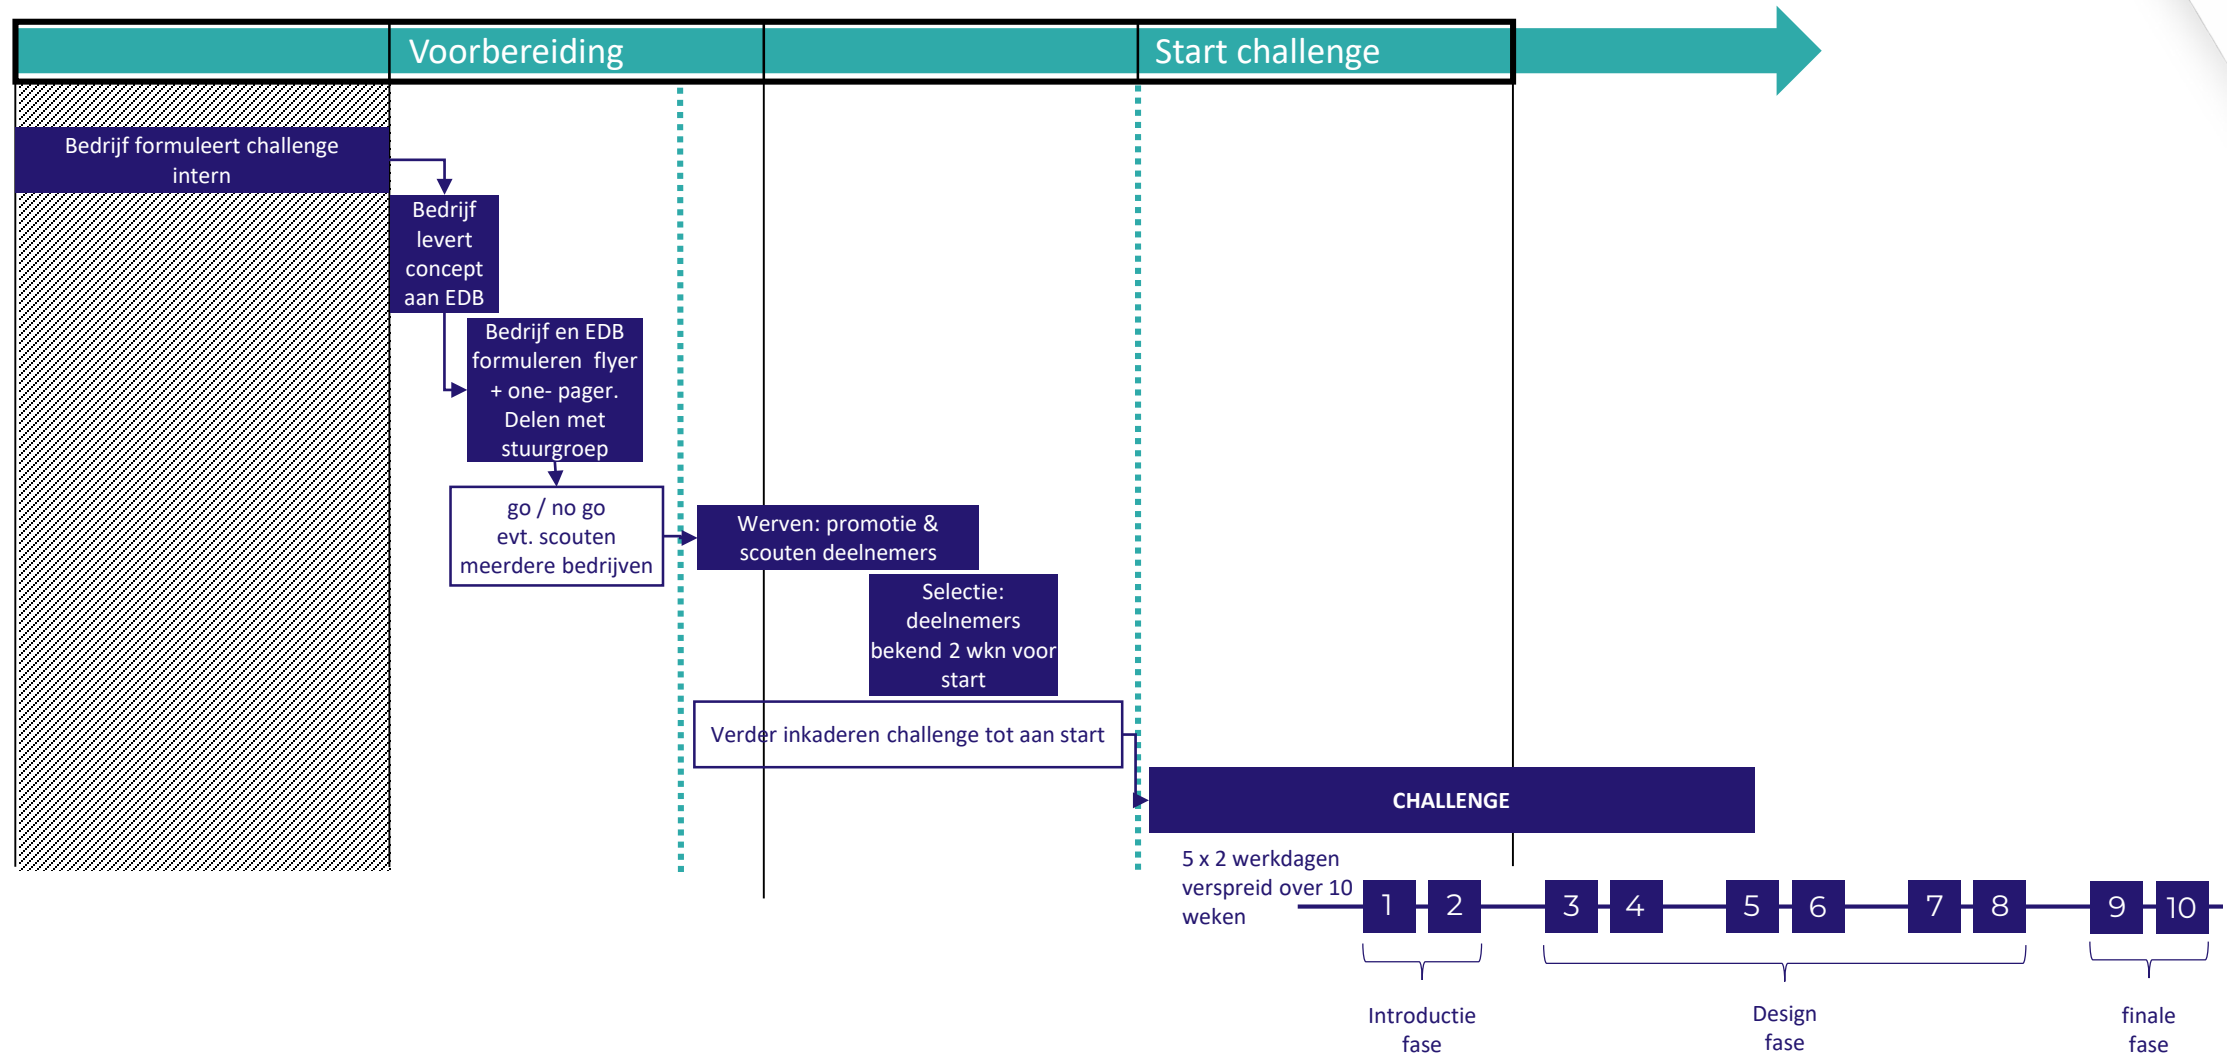 Voorbereiding
Start challenge
Bedrijf formuleert challenge
intern
Bedrijf
levert
concept
aan EDB
Bedrijf en EDB
formuleren flyer
+ one- pager.
Delen met
stuurgroep
go / no go
evt. scouten
meerdere bedrijven
Werven: promotie &
scouten deelnemers
Selectie:
deelnemers
bekend 2 wkn voor
start
Verder inkaderen challenge tot aan start
CHALLENGE
5 x 2 werkdagen
verspreid over 10
weken
1 2 3 4 5 6 7 8 9 10
Introductie
fase
Design
fase
finale
fase